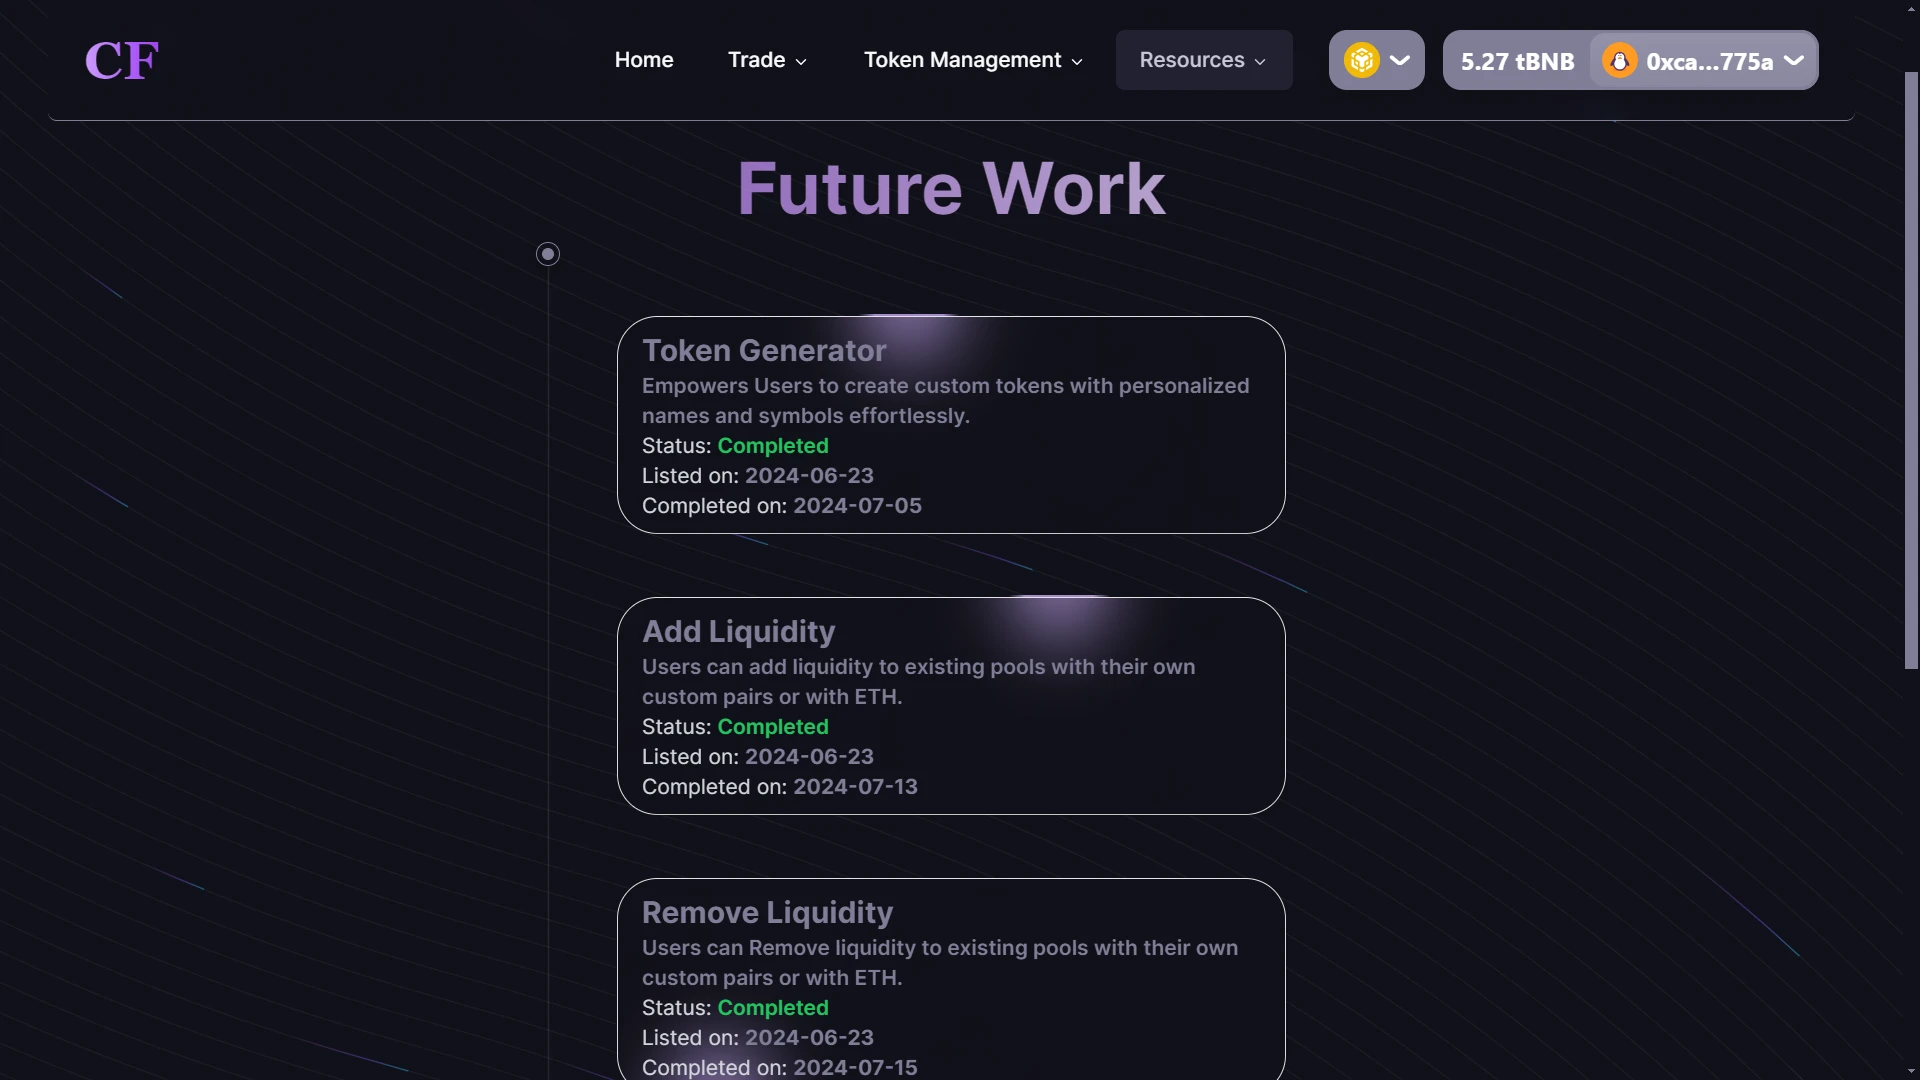 CF
Home
Trade
Token Management
Resources
5.27 tBNB
0xca...775a
Future Work
Token Generator
Empowers Users to create custom tokens with personalized
names and symbols effortlessly.
Status: Completed
Listed on: 2024-06-23
Completed on: 2024-07-05
Add Liquidity
Users can add liquidity to existing pools with their own
custom pairs or with ETH.
Status: Completed
Listed on: 2024-06-23
Completed on: 2024-07-13
Remove Liquidity
Users can Remove liquidity to existing pools with their own
custom pairs or with ETH.
Status: Completed
Listed on: 2024-06-23
Completed on: 2024-07-15